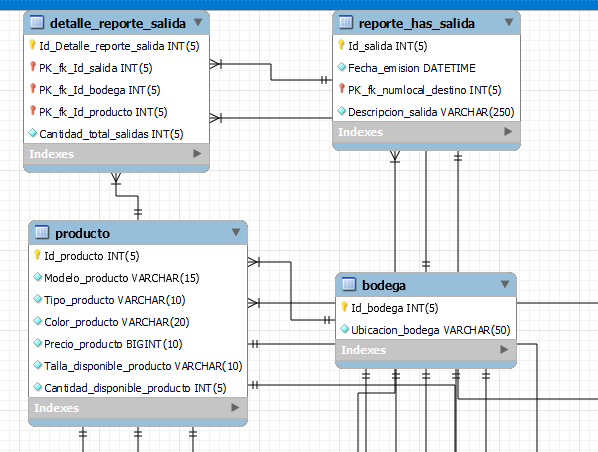 detalle_reporte_salida
Id_Detalle_reporte_salida INT(5)
PK_fk_Id_salida INT(5)
PK_fk_Id_bodega INT(5)
PK_fk_Id_producto INT(5)
Cantidad_total_salidas INT(5)
Indexes
reporte_has_salida
Id_salida INT(5)
Fecha_emision DATETIME
PK_fk_numlocal_destino INT(5)
Descripcion_salida VARCHAR(250)
Indexes
producto
Id_producto INT(5)
Modelo_producto VARCHAR(15)
Tipo_producto VARCHAR(10)
Color_producto VARCHAR(20)
Precio_producto BIGINT(10)
Talla_disponible_producto VARCHAR(10)
Cantidad_disponible_producto INT(5)
Indexes
bodega
Id_bodega INT(5)
Ubicacion_bodega VARCHAR(50)
Indexes